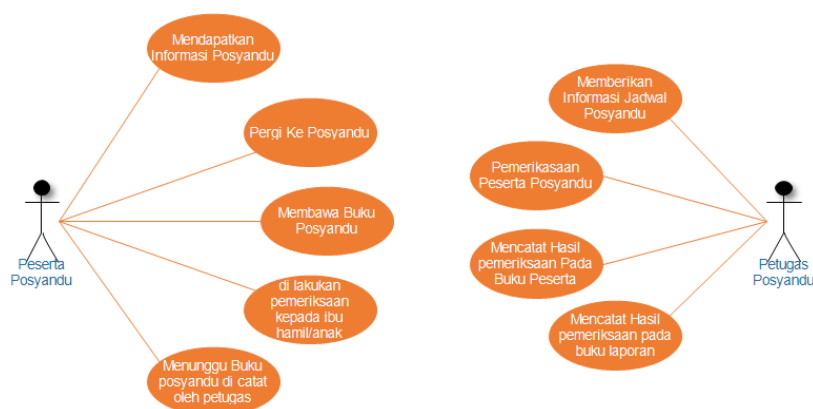 Mendapatkan
Informasi Posyandu
Pergi Ke Posyandu
Membawa Buku
Posyandu
di lakukan
pemeriksaan
kepada ibu
hamil/anak
Menunggu Buku
posyandu di catat
oleh petugas
Peserta
Posyandu
Memberikan
Informasi Jadwal
Posyandu
Pemerikasaan
Peserta Posyandu
Mencatat Hasil
pemeriksaan Pada
Buku Peserta
Mencatat Hasil
pemeriksaan pada
buku laporan
Petugas
Posyandu